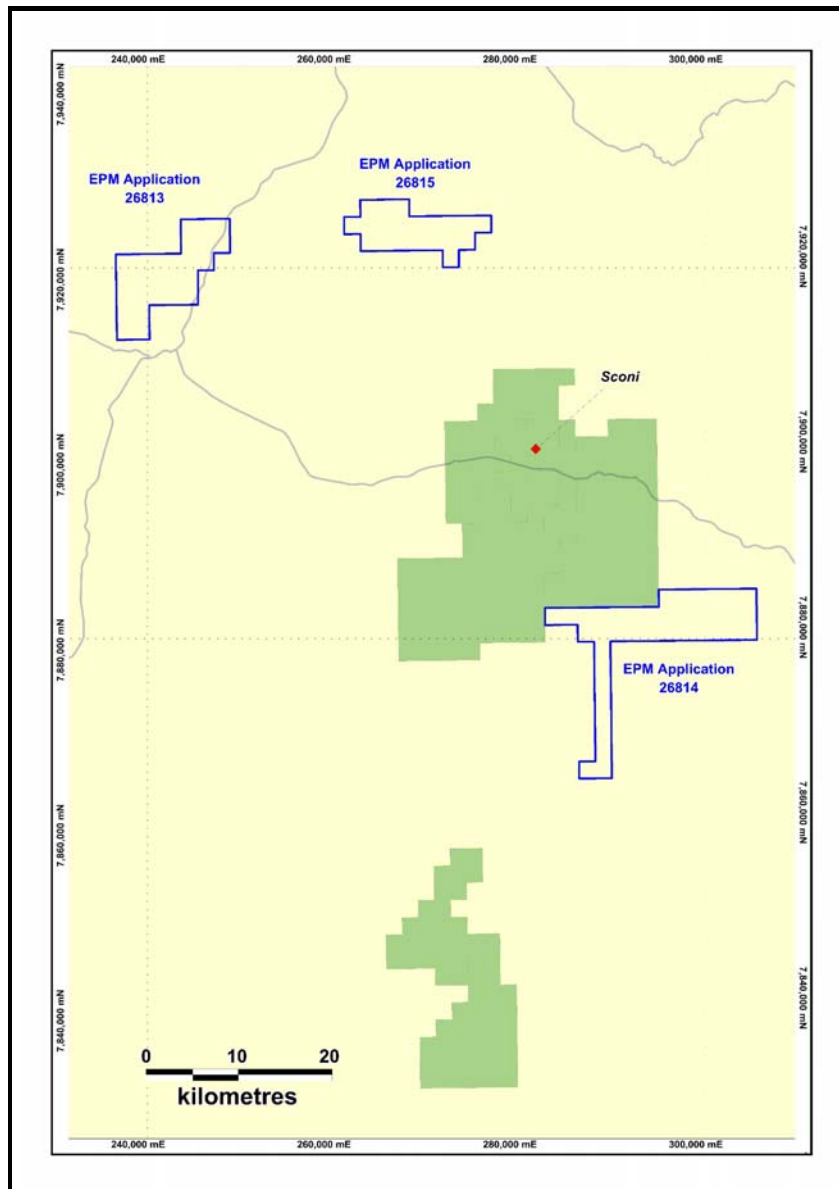 240,000 mE
260,000 mE
280,000 mE
300,000 mE
7,940,000 mN
EPM Application
26813
EPM Application
26815
7,920,000 mN
7,920,000 mN
Sconi
7,900,000 mN
7,900,000 mN
7,880,000 mN
7,880,000 mN
EPM Application
26814
7,860,000 mN
7,860,000 mN
7,840,000 mN
7,840,000 mN
0 10 20
kilometres
240,000 mE
260,000 mE
280,000 mE
300,000 mE